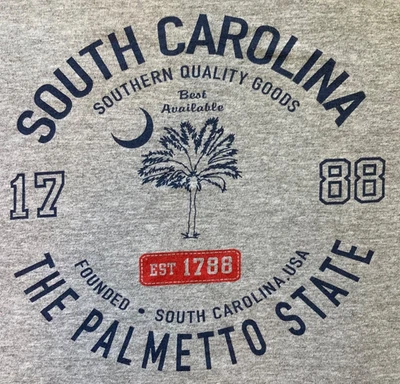 SOUTH CAROLINA
SOUTHERN QUALITY GOODS
Best
Available
17 88
EST 1788
FOUNDED • SOUTH CAROLINA.USA
THE PALMETTO STATE